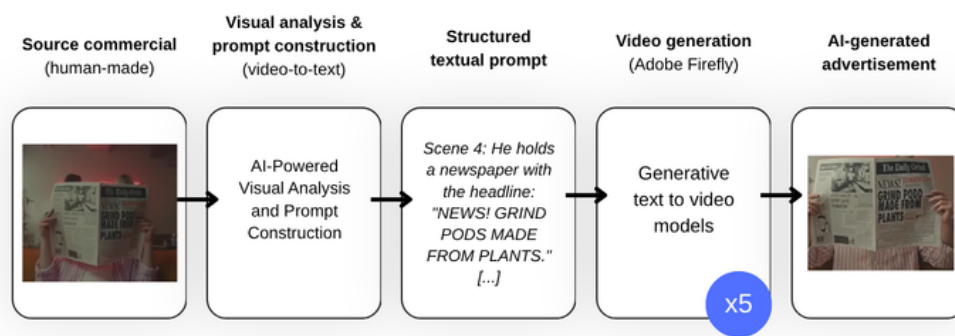 Source commercial
(human-made)
Visual analysis &
prompt construction
(video-to-text)
Structured
textual prompt
Video generation
(Adobe Firefly)
AI-generated
advertisement
NEWS!
GRIND PODS
MADE FROM
PLANTS
AI-Powered
Visual Analysis
and Prompt
Construction
Scene 4: He holds
a newspaper with
the headline:
"NEWS! GRIND
PODS MADE
FROM PLANTS."
[...]
Generative
text to video
models
x5
The Daily Grind
NEWS!
GRIND PODS
MADE FROM
PLANTS